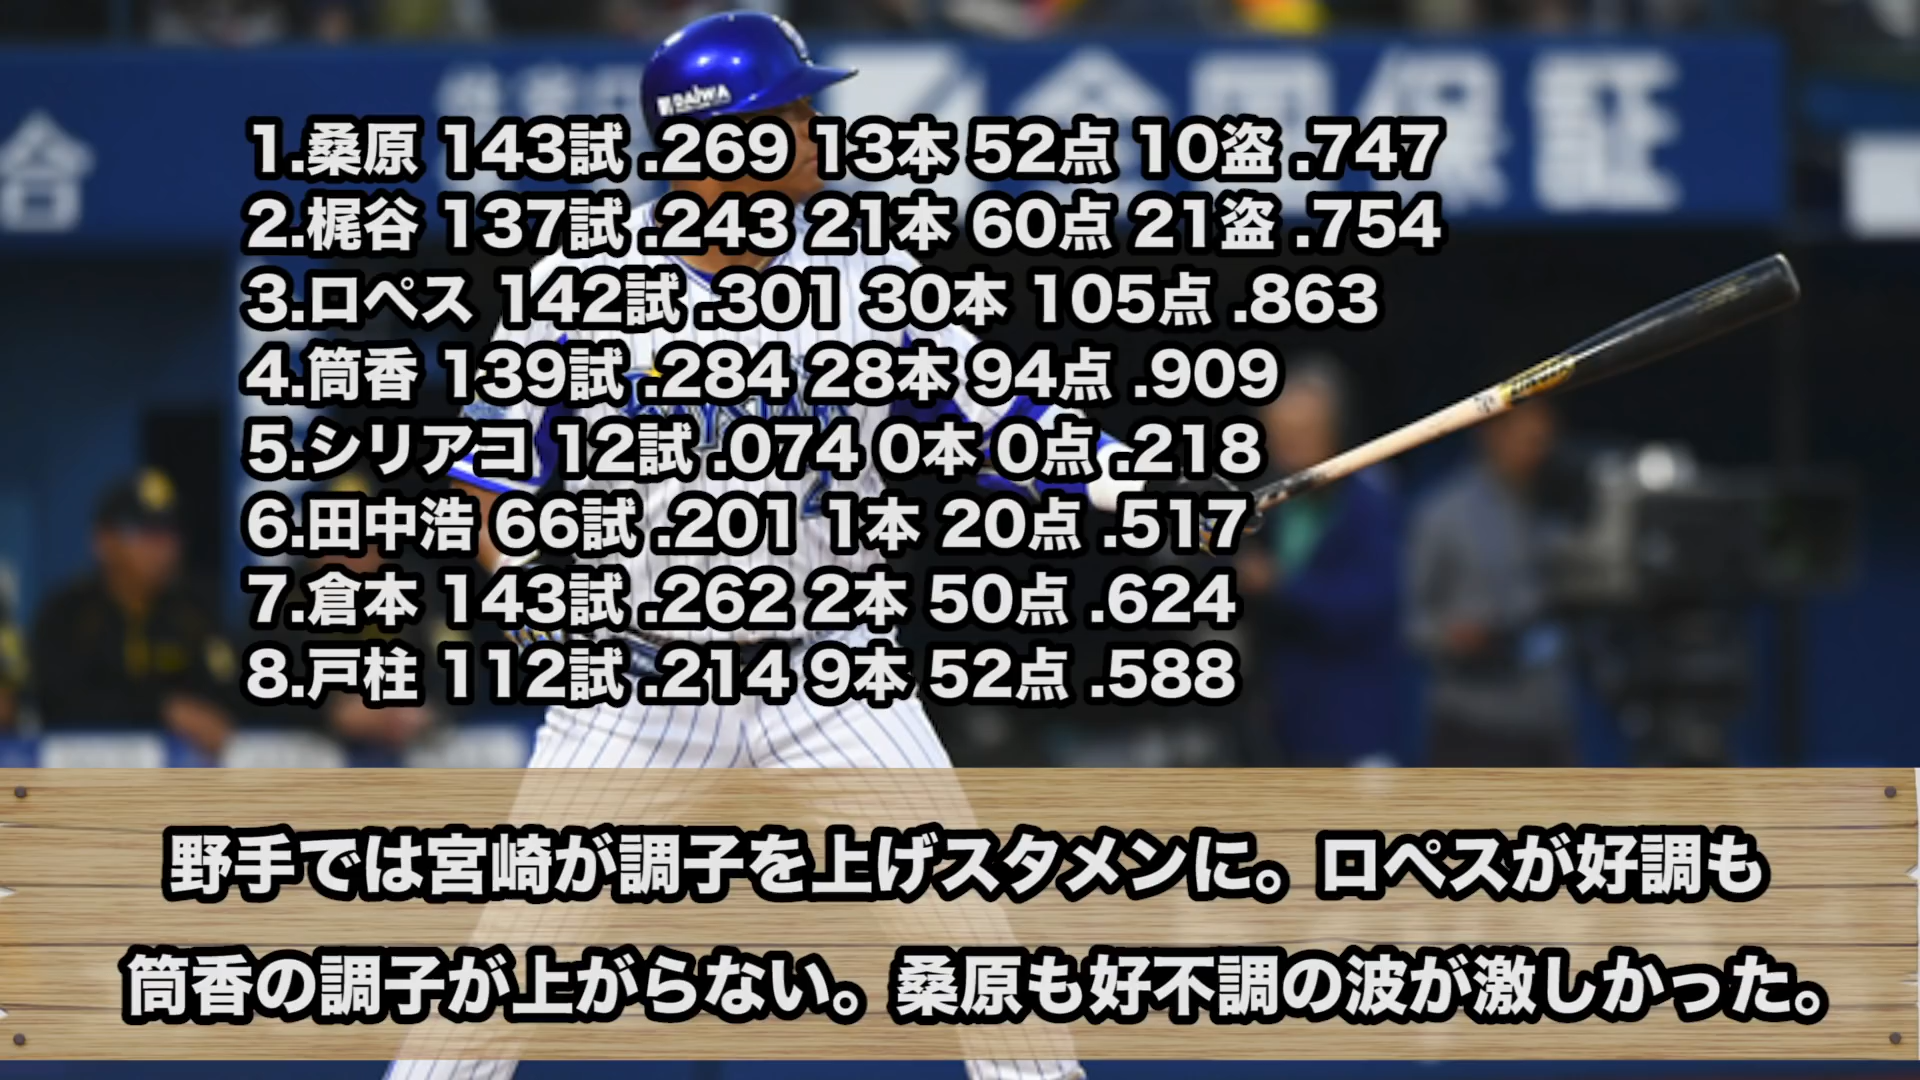 DAIWA
合
全国保証
1.桑原 143試 .269 13本 52点 10盗 .747
2.梶谷 137試 .243 21本 60点 21盗 .754
3.ロペス 142試 .301 30本 105点 .863
4.筒香 139試 .284 28本 94点 .909
5.シリアコ 12試 .074 0本 0点 .218
6.田中浩 66試 .201 1本 20点 .517
7.倉本 143試 .262 2本 50点 .624
8.戸柱 112試 .214 9本 52点 .588
野手では宮崎が調子を上げスタメンに。ロペスが好調も
筒香の調子が上がらない。桑原も好不調の波が激しかった。